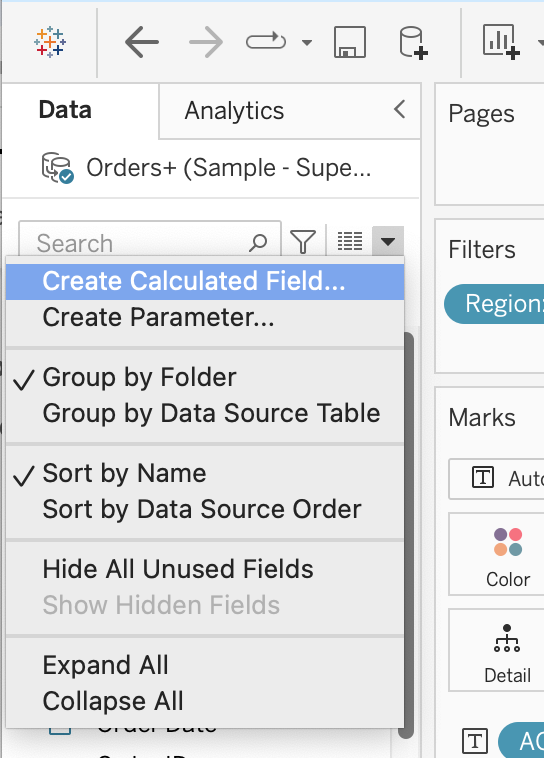 Data
Analytics
Orders+ (Sample - Supe...
Search
Create Calculated Field...
Create Parameter...
Group by Folder
Group by Data Source Table
Sort by Name
Sort by Data Source Order
Hide All Unused Fields
Show Hidden Fields
Expand All
Collapse All
Order Date
Pages
Filters
Region:
Marks
T Auto
Color
Detail
T